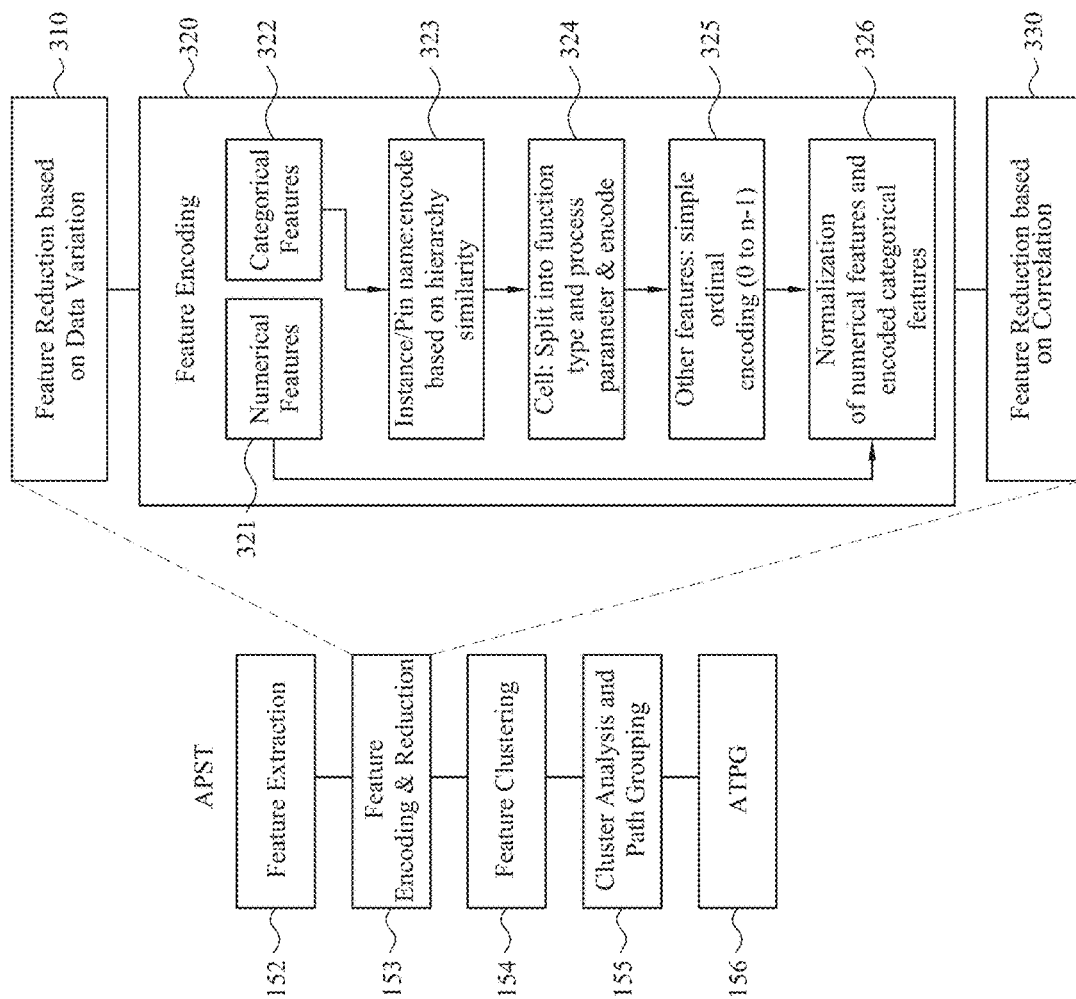 APST
152
Feature Extraction
153
Feature
Encoding & Reduction
154
Feature Clustering
155
Cluster Analysis and
Path Grouping
156
ATPG
310
Feature Reduction based
on Data Variation
320
Feature Encoding
321
Numerical
Features
322
Categorical
Features
323
Instance/Pin name:encode
based on hierarchy
similarity
324
Cell: Split into function
type and process
parameter & encode
325
Other features: simple
ordinal
encoding (0 to n-1)
326
Normalization
of numerical features and
encoded categorical
features
330
Feature Reduction based
on Correlation